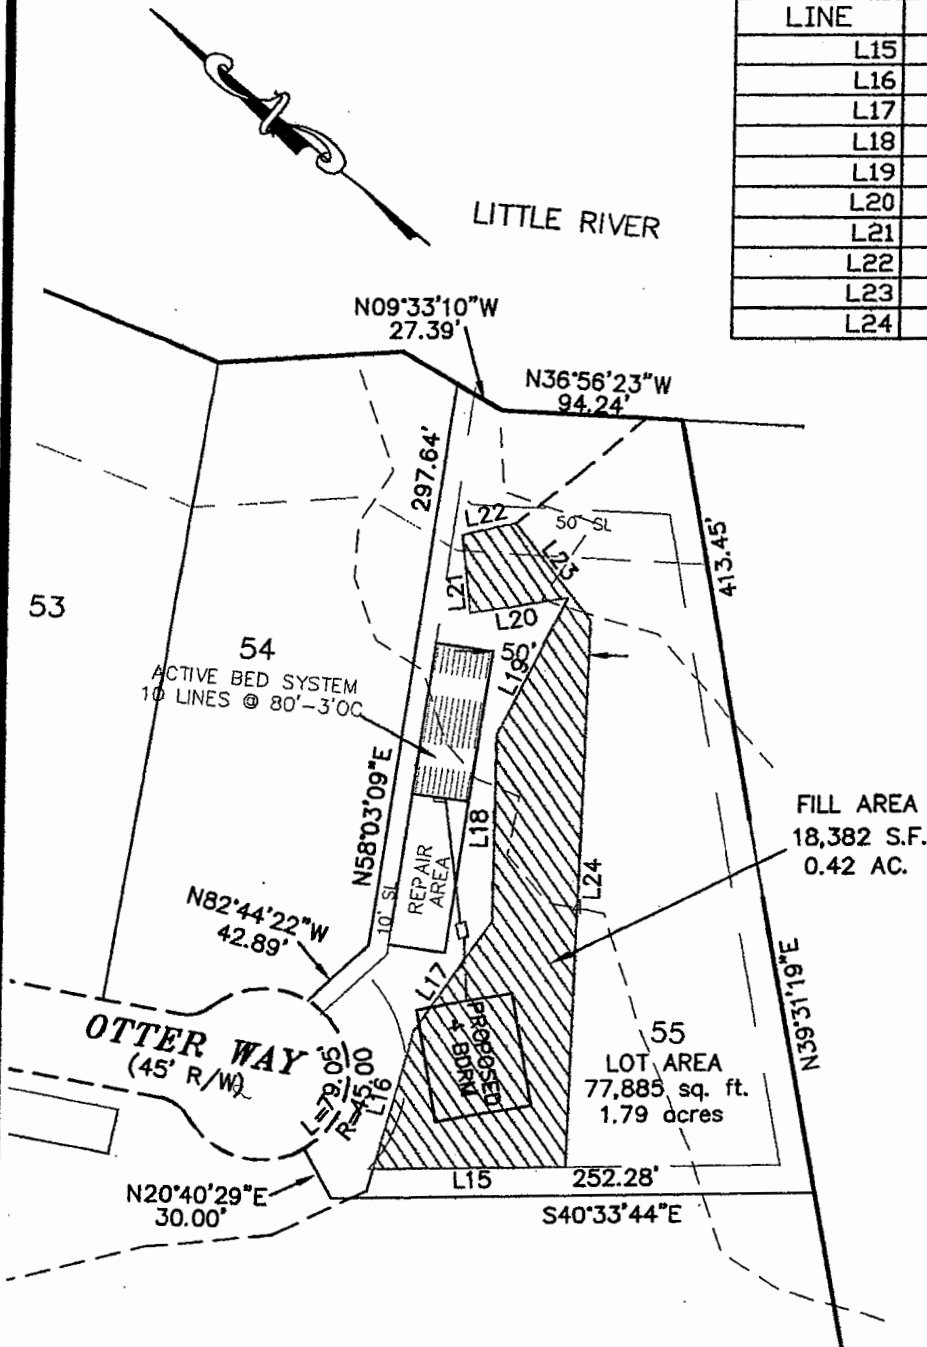 LINE
L15
L16
L17
L18
L19
L20
L21
L22
L23
L24
LITTLE RIVER
N09°33'10"W
27.39'
N36°56'23"W
94.24'
297.64'
413.45'
L22
50' SL
L23
L21
L20
53
54
ACTIVE BED SYSTEM
10 LINES @ 80'-3'OC
50'
L19
FILL AREA
18,382 S.F.
0.42 AC.
N58°03'09"E
L18
L24
REPAIR
AREA
10' SL
N82°44'22"W
42.89'
L17
N39°31'19"E
OTTER WAY
(45' R/W)
L=79.05'
R=45.00
L16
PROPOSED
4 BDRM
55
LOT AREA
77,885 sq. ft.
1.79 acres
L15
252.28'
S40°33'44"E
N20°40'29"E
30.00'